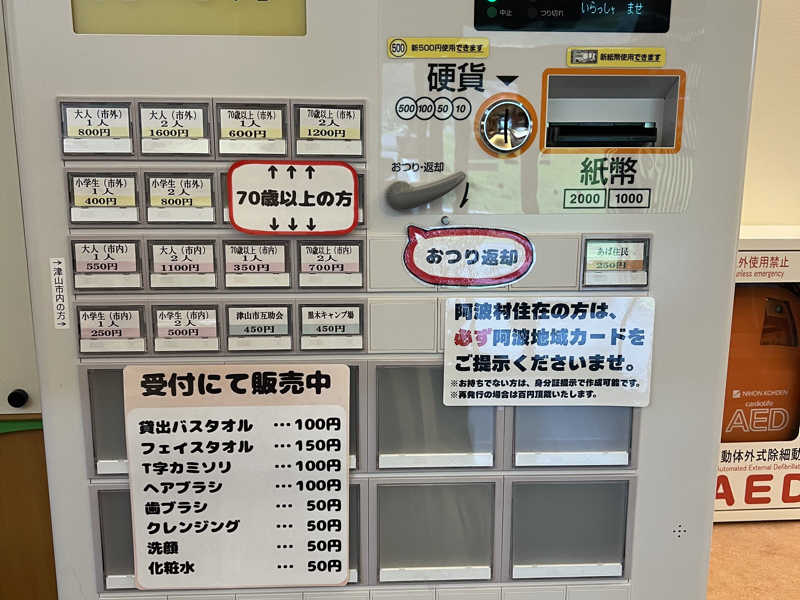 中止
つり切れ
いらっしゃ ませ
500
新500円使用できます
新紙幣使用できます
硬貨
500 100 50 10
おつり・返却
紙幣
2000
1000
大人(市外)
1人
800円
大人(市外)
2人
1600円
70歳以上(市外)
1人
600円
70歳以上(市外)
2人
1200円
小学生(市外)
1人
400円
小学生(市外)
2人
800円
↑↑↑
70歳以上の方
↓↓↓
おつり返却
大人(市内)
1人
550円
大人(市内)
2人
1100円
70歳以上(市内)
1人
350円
70歳以上(市内)
2人
700円
あば住民
250円
↑津山市内の方↓
小学生(市内)
1人
250円
小学生(市内)
2人
500円
津山市互助会
450円
黒木キャンプ場
450円
阿波村住在の方は、
必ず阿波地域カードを
ご提示くださいませ。
※お持ちでない方は、身分証提示で作成可能です。
※再発行の場合は百円頂戴いたします。
受付にて販売中
貸出バスタオル …100円
フェイスタオル …150円
T字カミソリ …100円
ヘアブラシ …100円
歯ブラシ … 50円
クレンジング … 50円
洗顔 … 50円
化粧水 … 50円
外使用禁止
unless emergency
NIHON KOHDEN
cardiolife
AED
動体外式除細動
Automated External Defibrilla
AED